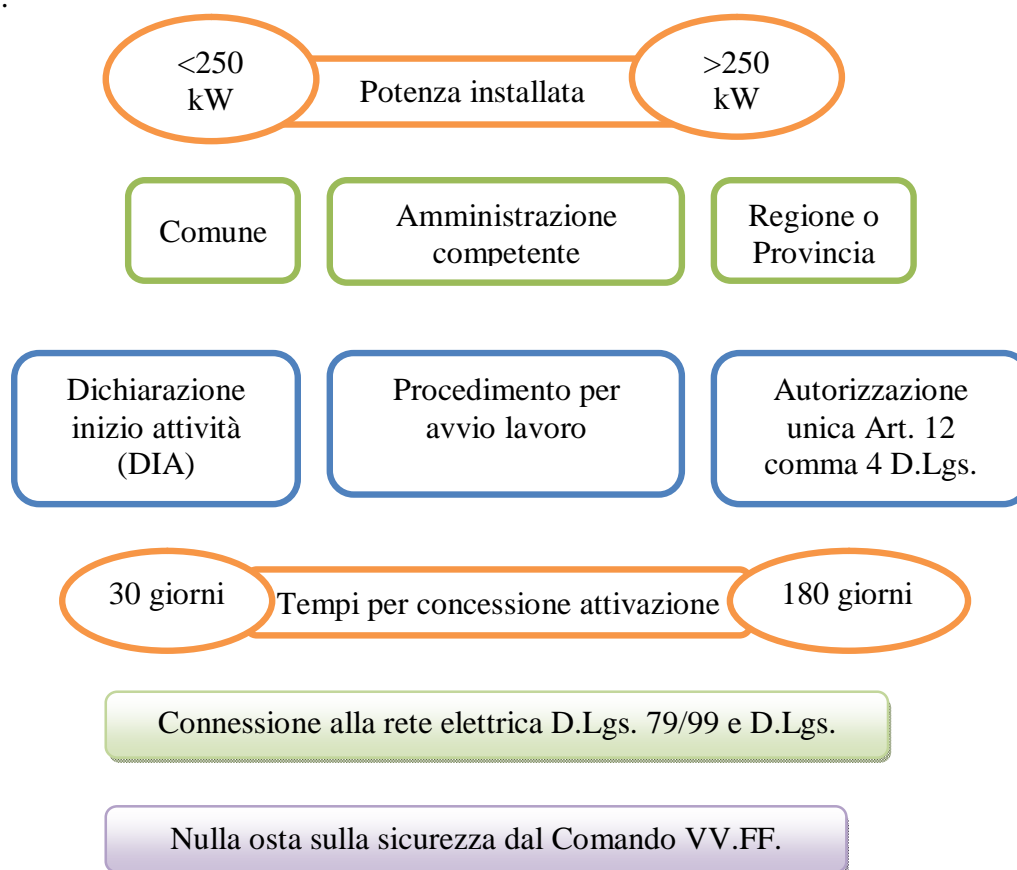 .
<250
kW
Potenza installata
>250
kW
Comune
Amministrazione
competente
Regione o
Provincia
Dichiarazione
inizio attività
(DIA)
Procedimento per
avvio lavoro
Autorizzazione
unica Art. 12
comma 4 D.Lgs.
30 giorni
Tempi per concessione attivazione
180 giorni
Connessione alla rete elettrica D.Lgs. 79/99 e D.Lgs.
Nulla osta sulla sicurezza dal Comando VV.FF.